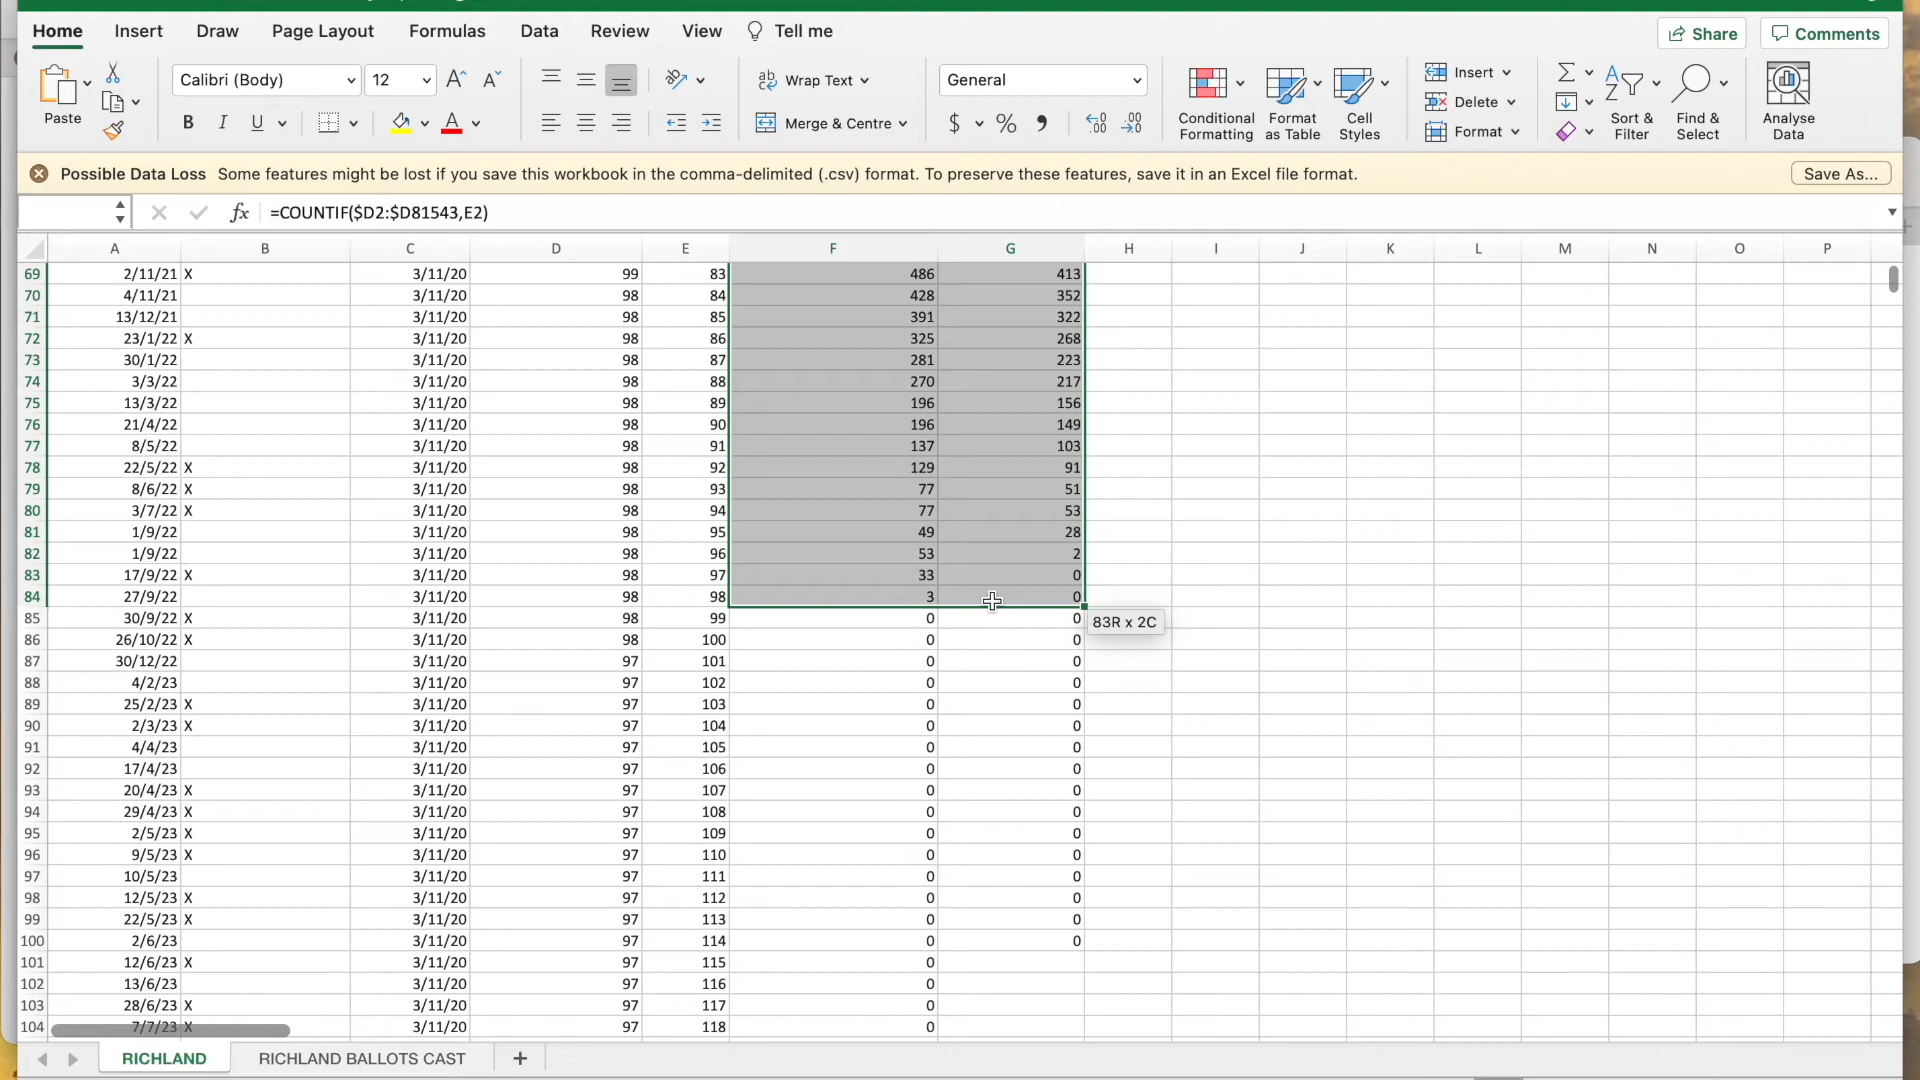 Home Insert Draw Page Layout Formulas Data Review View Tell me Share Comments
Paste Calibri (Body) 12 B I U A Wrap Text Merge & Centre General $ % Conditional Formatting Format as Table Cell Styles Insert Delete Format Sort & Filter Find & Select Analyse Data
Possible Data Loss Some features might be lost if you save this workbook in the comma-delimited (.csv) format. To preserve these features, save it in an Excel file format. Save As...
fx =COUNTIF($D2:$D81543,E2)
A B C D E F G H I J K L M N O P
69 2/11/21 X 3/11/20 99 83 486 413
70 4/11/21 3/11/20 98 84 428 352
71 13/12/21 3/11/20 98 85 391 322
72 23/1/22 X 3/11/20 98 86 325 268
73 30/1/22 3/11/20 98 87 281 223
74 3/3/22 3/11/20 98 88 270 217
75 13/3/22 3/11/20 98 89 196 156
76 21/4/22 3/11/20 98 90 196 149
77 8/5/22 3/11/20 98 91 137 103
78 22/5/22 X 3/11/20 98 92 129 91
79 8/6/22 X 3/11/20 98 93 77 51
80 3/7/22 X 3/11/20 98 94 77 53
81 1/9/22 3/11/20 98 95 49 28
82 1/9/22 3/11/20 98 96 53 2
83 17/9/22 X 3/11/20 98 97 33 0
84 27/9/22 3/11/20 98 98 3 0
85 30/9/22 X 3/11/20 98 99 0 0 83R x 2C
86 26/10/22 X 3/11/20 98 100 0 0
87 30/12/22 3/11/20 97 101 0 0
88 4/2/23 3/11/20 97 102 0 0
89 25/2/23 X 3/11/20 97 103 0 0
90 2/3/23 X 3/11/20 97 104 0 0
91 4/4/23 3/11/20 97 105 0 0
92 17/4/23 3/11/20 97 106 0 0
93 20/4/23 X 3/11/20 97 107 0 0
94 29/4/23 X 3/11/20 97 108 0 0
95 2/5/23 X 3/11/20 97 109 0 0
96 9/5/23 X 3/11/20 97 110 0 0
97 10/5/23 3/11/20 97 111 0 0
98 12/5/23 X 3/11/20 97 112 0 0
99 22/5/23 X 3/11/20 97 113 0 0
100 2/6/23 3/11/20 97 114 0 0
101 12/6/23 X 3/11/20 97 115 0
102 13/6/23 3/11/20 97 116 0
103 28/6/23 X 3/11/20 97 117 0
104 7/7/23 X 3/11/20 97 118 0
RICHLAND RICHLAND BALLOTS CAST +